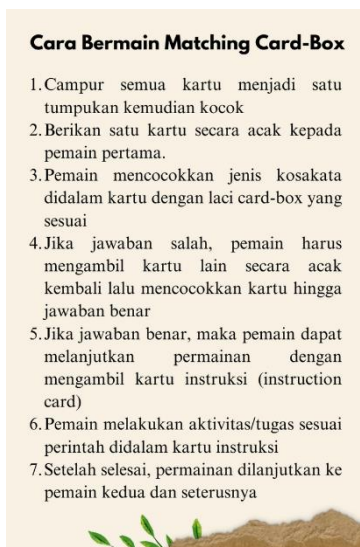 Cara Bermain Matching Card-Box
1. Campur semua kartu menjadi satu
tumpukan kemudian kocok
2. Berikan satu kartu secara acak kepada
pemain pertama.
3. Pemain mencocokkan jenis kosakata
didalam kartu dengan laci card-box yang
sesuai
4. Jika jawaban salah, pemain harus
mengambil kartu lain secara acak
kembali lalu mencocokkan kartu hingga
jawaban benar
5. Jika jawaban benar, maka pemain dapat
melanjutkan permainan dengan
mengambil kartu instruksi (instruction
card)
6. Pemain melakukan aktivitas/tugas sesuai
perintah didalam kartu instruksi
7. Setelah selesai, permainan dilanjutkan ke
pemain kedua dan seterusnya